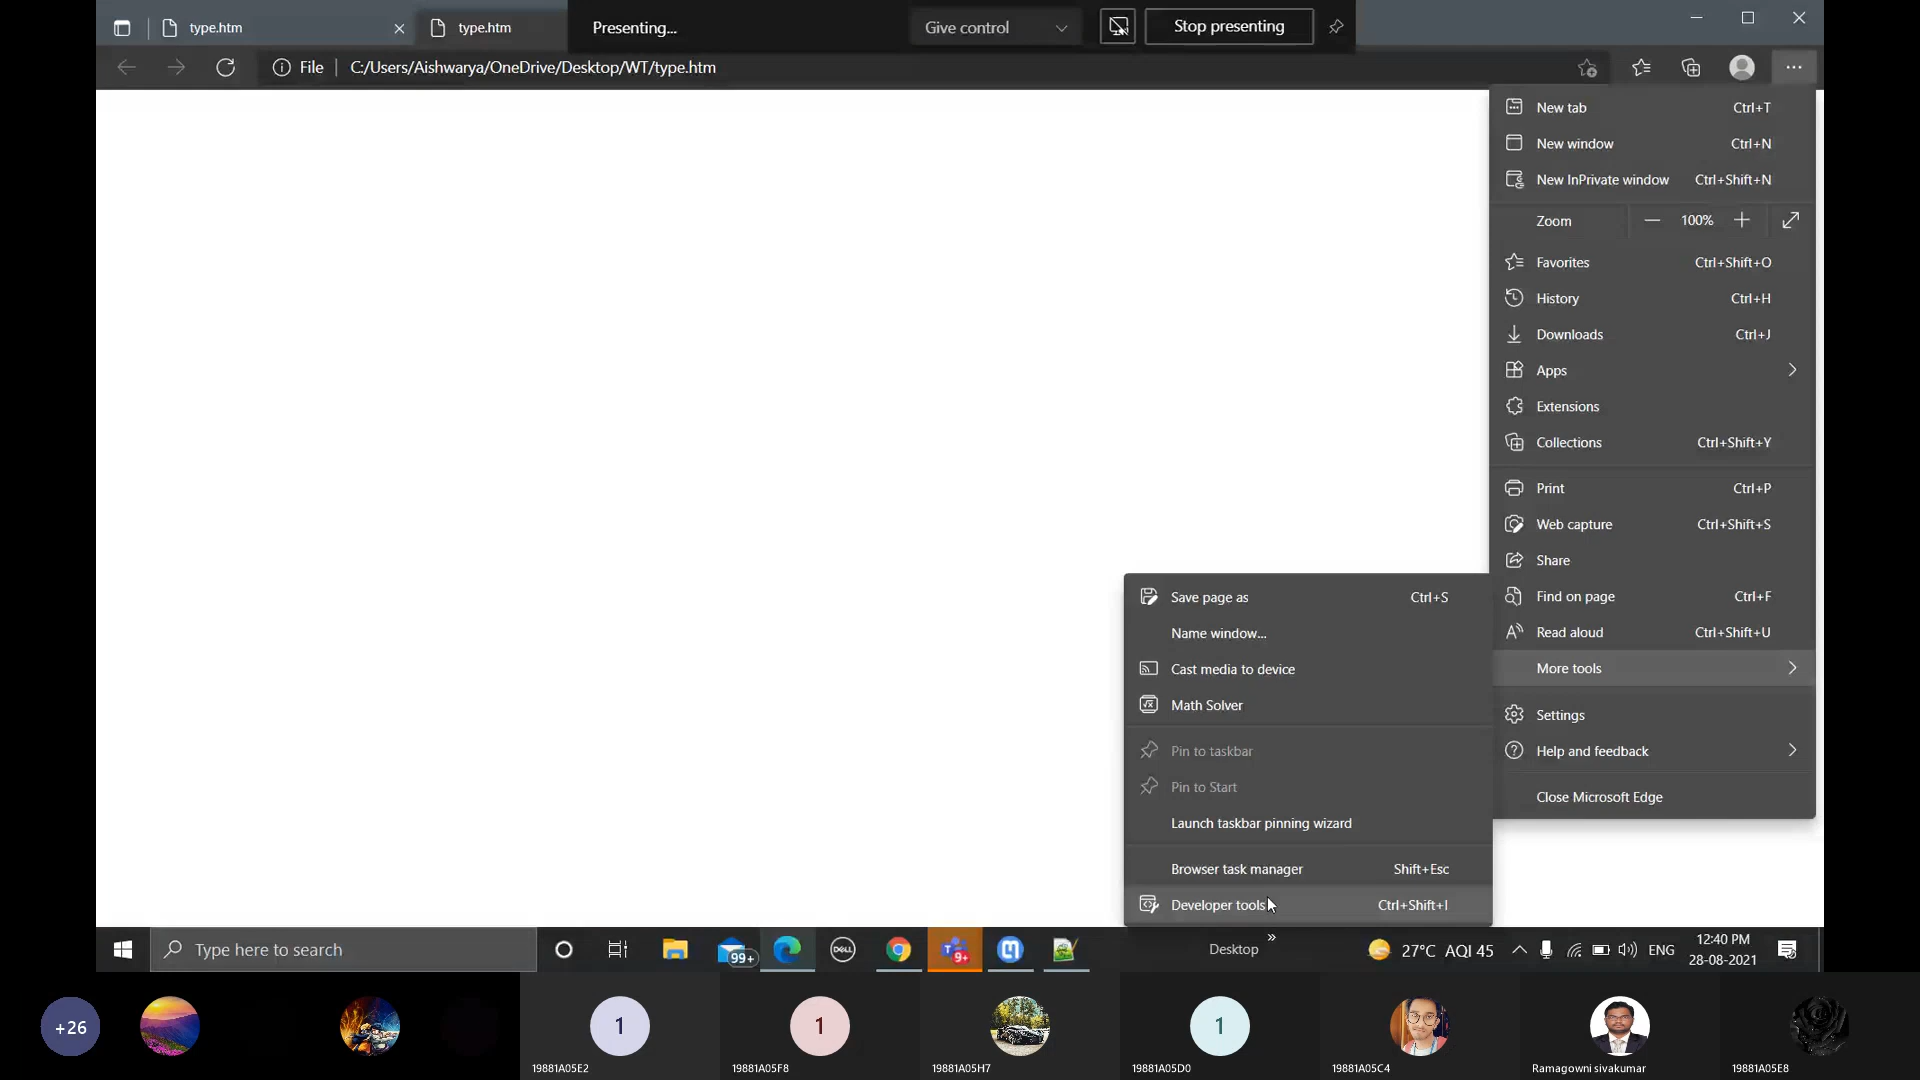 type.htm
type.htm
Presenting...
Give control
Stop presenting
File
C:/Users/Aishwarya/OneDrive/Desktop/WT/type.htm
New tab Ctrl+T
New window Ctrl+N
New InPrivate window Ctrl+Shift+N
Zoom 100%
Favorites Ctrl+Shift+O
History Ctrl+H
Downloads Ctrl+J
Apps
Extensions
Collections Ctrl+Shift+Y
Print Ctrl+P
Web capture Ctrl+Shift+S
Share
Find on page Ctrl+F
Read aloud Ctrl+Shift+U
More tools
Settings
Help and feedback
Close Microsoft Edge
Save page as Ctrl+S
Name window...
Cast media to device
Math Solver
Pin to taskbar
Pin to Start
Launch taskbar pinning wizard
Browser task manager Shift+Esc
Developer tools Ctrl+Shift+I
Type here to search
99+
DELL
9+
Desktop
27°C AQI 45
ENG
12:40 PM
28-08-2021
+26
1
1
1
19881A05E2
19881A05F8
19881A05H7
19881A05D0
19881A05C4
Ramagowni sivakumar
19881A05E8